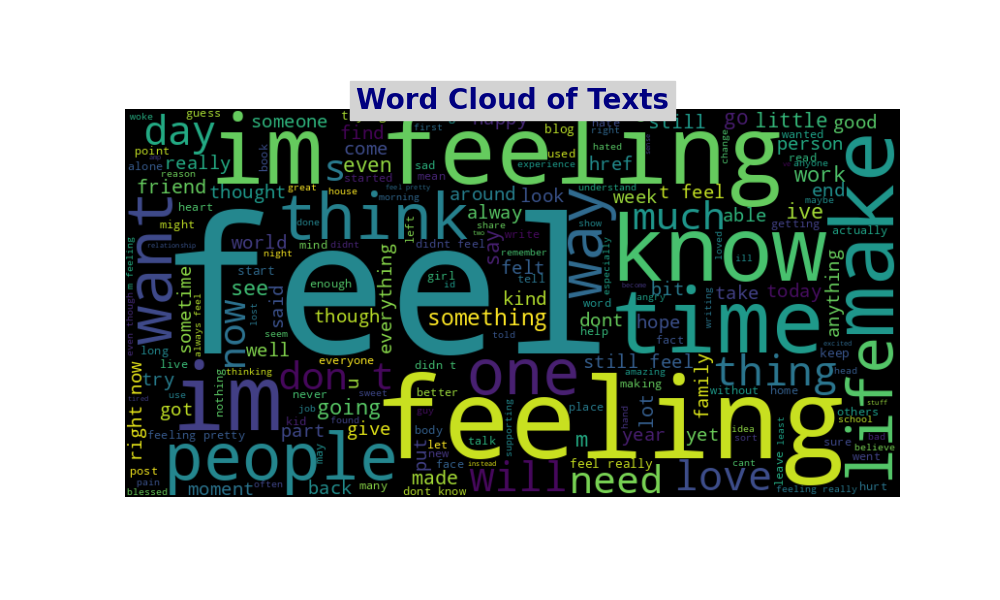 Word Cloud of Texts
woke
guess
day
someone
im feeling
happy
first
blog
hate
right
still
go
little
good
point
alone
reason
really
book
find
come
even
s
started
mean
sad
used
experience
hated
href
change
wanted
person
read
anyone
work
friend
thought
great
house
feel pretty
morning
around
look
understand
week
t feel
end
maybe
make
heart
might
want
think
done
left
alway
share
two
say
write
way
show
much
able
ive
getting
actually
m feeling
relationship
world
mind
didnt
didnt feel
remember
felt
tell
especially
know
loved
ill
anything
night
feel
everything
girl
id
kind
bit
take
today
start
see
said
sometime
enough
angry
word
writing
even though
always feel
now
lost
though
something
dont
hope
time
seem
help
fact
told
become
excited
long
well
everyone
still feel
keep
live
thinking
im
don t
didn t
one
amazing
thing
head
life
try
nothing
u
never
better
sweet
making
without
home
family
right now
use
tired
got
job
going
guy
feeling
place
lot
hand
stuff
others
school
kid
found
give
body
supporting
m
year
yet
idea
sort
sure
bad
feeling pretty
part
may
put
let
talk
believe
people
new
face
instead
feel really
cant
leave least
went
post
pain
made
will
need
love
blessed
moment
often
back
many
dont know
feeling really
hurt